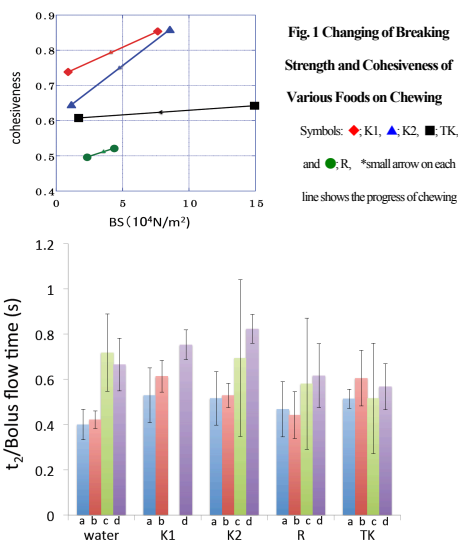 0.9
0.8
0.7
0.6
0.5
0.4
cohesiveness
0 5 10 15
BS(10⁴N/m²)
Fig. 1 Changing of Breaking
Strength and Cohesiveness of
Various Foods on Chewing
Symbols: ◆; K1, ▲; K2, ■; TK,
and ●; R, *small arrow on each
line shows the progress of chewing
1.2
1
0.8
0.6
0.4
0.2
0
t₂/Bolus flow time (s)
a b c d a b d a b c d a b c d a b c d
water K1 K2 R TK